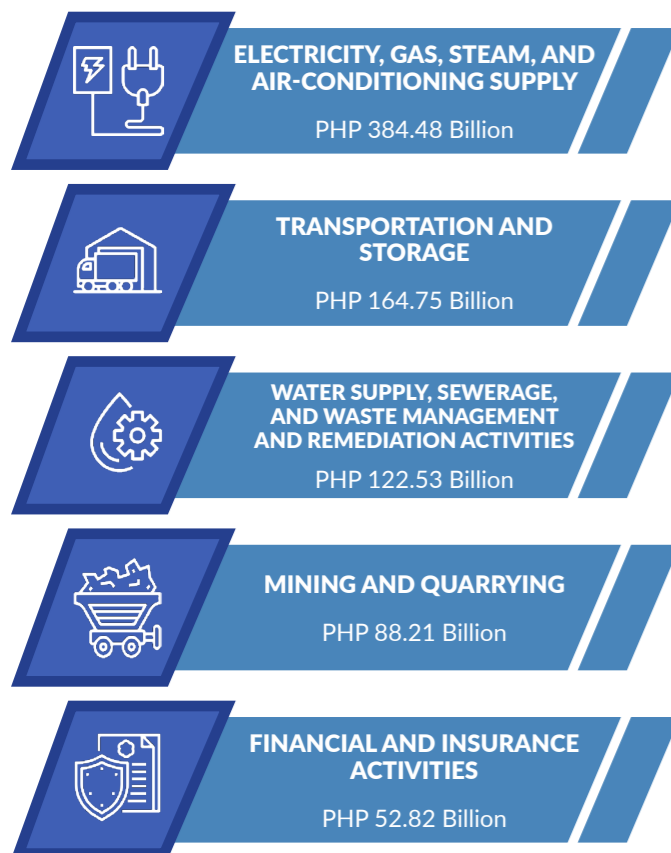 ELECTRICITY, GAS, STEAM, AND
AIR-CONDITIONING SUPPLY
PHP 384.48 Billion
TRANSPORTATION AND
STORAGE
PHP 164.75 Billion
WATER SUPPLY, SEWERAGE,
AND WASTE MANAGEMENT
AND REMEDIATION ACTIVITIES
PHP 122.53 Billion
MINING AND QUARRYING
PHP 88.21 Billion
FINANCIAL AND INSURANCE
ACTIVITIES
PHP 52.82 Billion